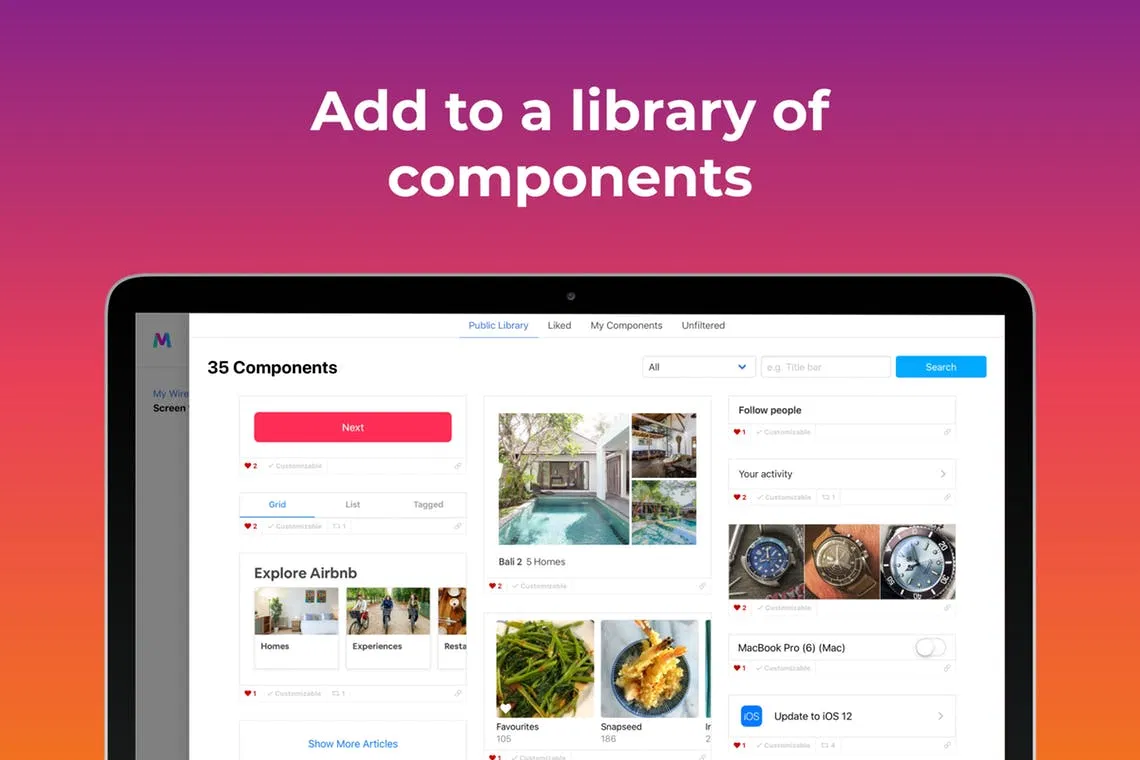 Add to a library of
components
Public Library
Liked
My Components
Unfiltered
M
My Wire
Screen
35 Components
All
e.g. Title bar
Search
Next
2
Customizable
Grid
List
Tagged
2
Customizable
1
Explore Airbnb
Homes
Experiences
Resta
1
Customizable
1
Show More Articles
Bali 2 5 Homes
2
Customizable
Favourites
105
Snapseed
186
In
2
1
Customizable
Follow people
1
Customizable
Your activity
2
Customizable
1
2
Customizable
MacBook Pro (6) (Mac)
1
Customizable
iOS
Update to iOS 12
1
Customizable
4